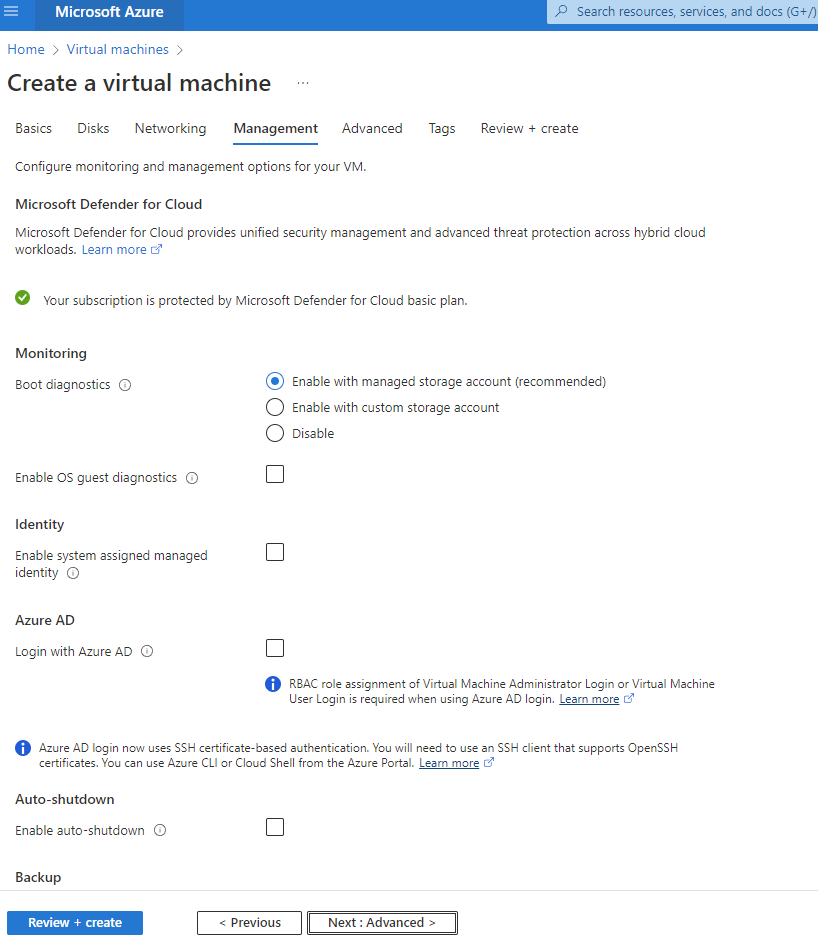 Microsoft Azure
Search resources, services, and docs (G+/)
Home > Virtual machines >
Create a virtual machine ...
Basics Disks Networking Management Advanced Tags Review + create
Configure monitoring and management options for your VM.
Microsoft Defender for Cloud
Microsoft Defender for Cloud provides unified security management and advanced threat protection across hybrid cloud
workloads. Learn more
Your subscription is protected by Microsoft Defender for Cloud basic plan.
Monitoring
Boot diagnostics
Enable with managed storage account (recommended)
Enable with custom storage account
Disable
Enable OS guest diagnostics
Identity
Enable system assigned managed
identity
Azure AD
Login with Azure AD
RBAC role assignment of Virtual Machine Administrator Login or Virtual Machine
User Login is required when using Azure AD login. Learn more
Azure AD login now uses SSH certificate-based authentication. You will need to use an SSH client that supports OpenSSH
certificates. You can use Azure CLI or Cloud Shell from the Azure Portal. Learn more
Auto-shutdown
Enable auto-shutdown
Backup
Review + create
< Previous
Next : Advanced >